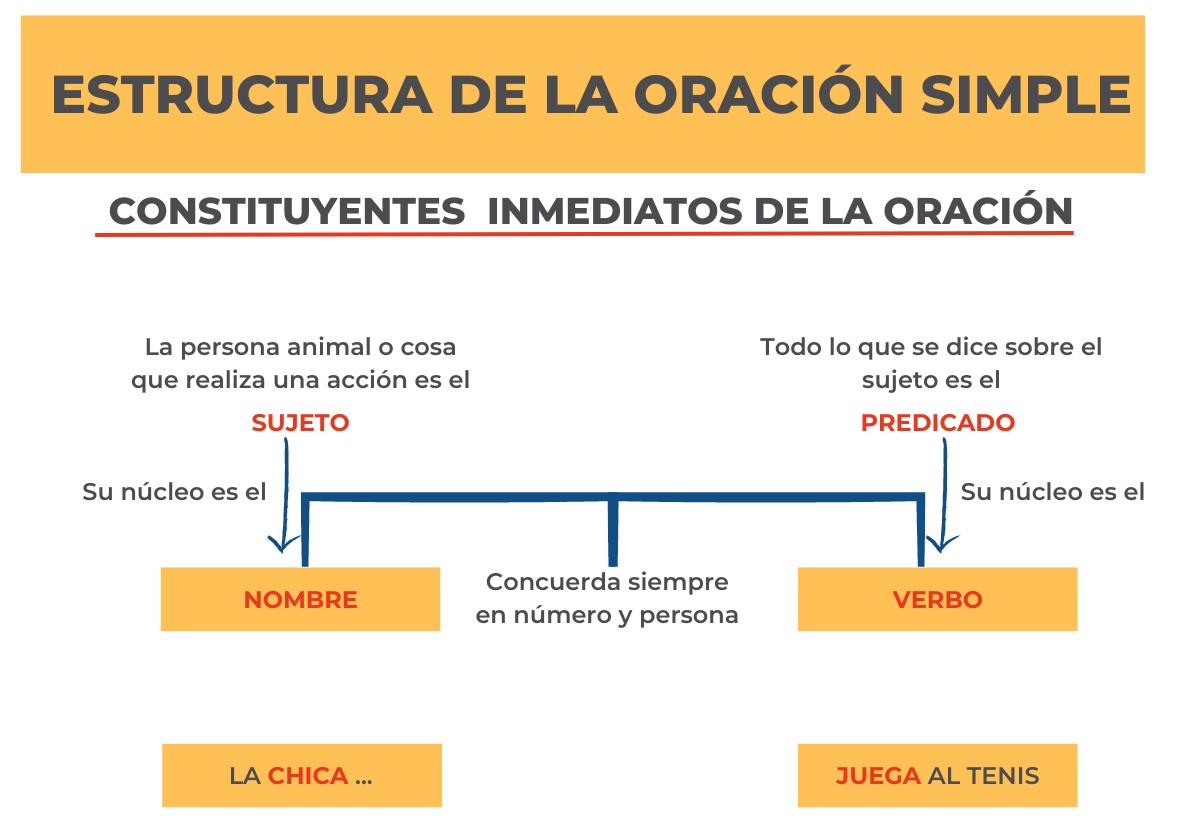 ESTRUCTURA DE LA ORACIÓN SIMPLE
CONSTITUYENTES INMEDIATOS DE LA ORACIÓN
La persona animal o cosa
que realiza una acción es el
SUJETO
Todo lo que se dice sobre el
sujeto es el
PREDICADO
Su núcleo es el
Su núcleo es el
NOMBRE
Concuerda siempre
en número y persona
VERBO
LA CHICA ...
JUEGA AL TENIS